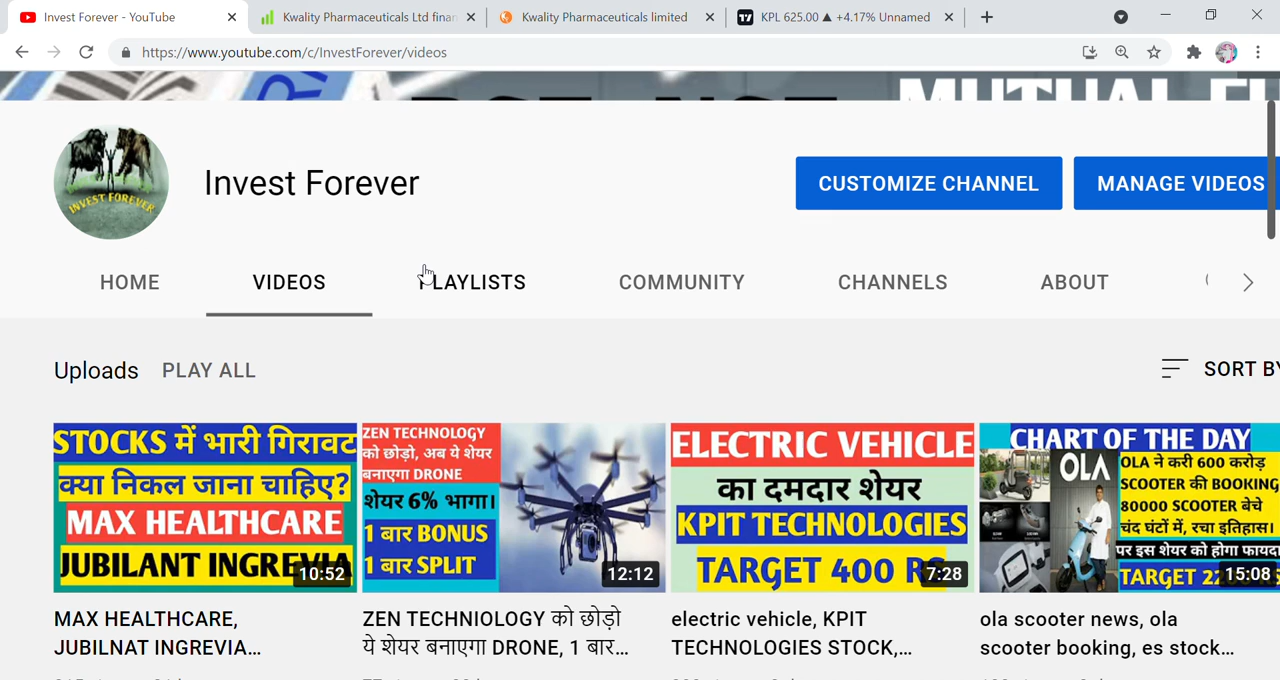 Invest Forever - YouTube
Kwality Pharmaceuticals Ltd finan
Kwality Pharmaceuticals limited
KPL 625.00 ▲ +4.17% Unnamed
https://www.youtube.com/c/InvestForever/videos
INVEST FOREVER
Invest Forever
CUSTOMIZE CHANNEL
MANAGE VIDEOS
HOME
VIDEOS
PLAYLISTS
COMMUNITY
CHANNELS
ABOUT
Uploads
PLAY ALL
SORT BY
STOCKS में भारी गिरावट
क्या निकल जाना चाहिए?
MAX HEALTHCARE
JUBILANT INGREVIA
10:52
ZEN TECHNOLOGY
को छोड़ो, अब ये शेयर
बनाएगा DRONE
शेयर 6% भागा।
1 बार BONUS
1 बार SPLIT
12:12
ELECTRIC VEHICLE
का दमदार शेयर
KPIT TECHNOLOGIES
TARGET 400 RS
7:28
CHART OF THE DAY
OLA
OLA ने करी 600 करोड़
SCOOTER की BOOKING
80000 SCOOTER बेचे
चंद घंटों में, रचा इतिहास।
पर इस शेयर को होगा फायदा
TARGET
15:08
MAX HEALTHCARE,
JUBILNAT INGREVIA...
ZEN TECHNIOLOGY को छोड़ो
ये शेयर बनाएगा DRONE, 1 बार...
electric vehicle, KPIT
TECHNOLOGIES STOCK,...
ola scooter news, ola
scooter booking, es stock...